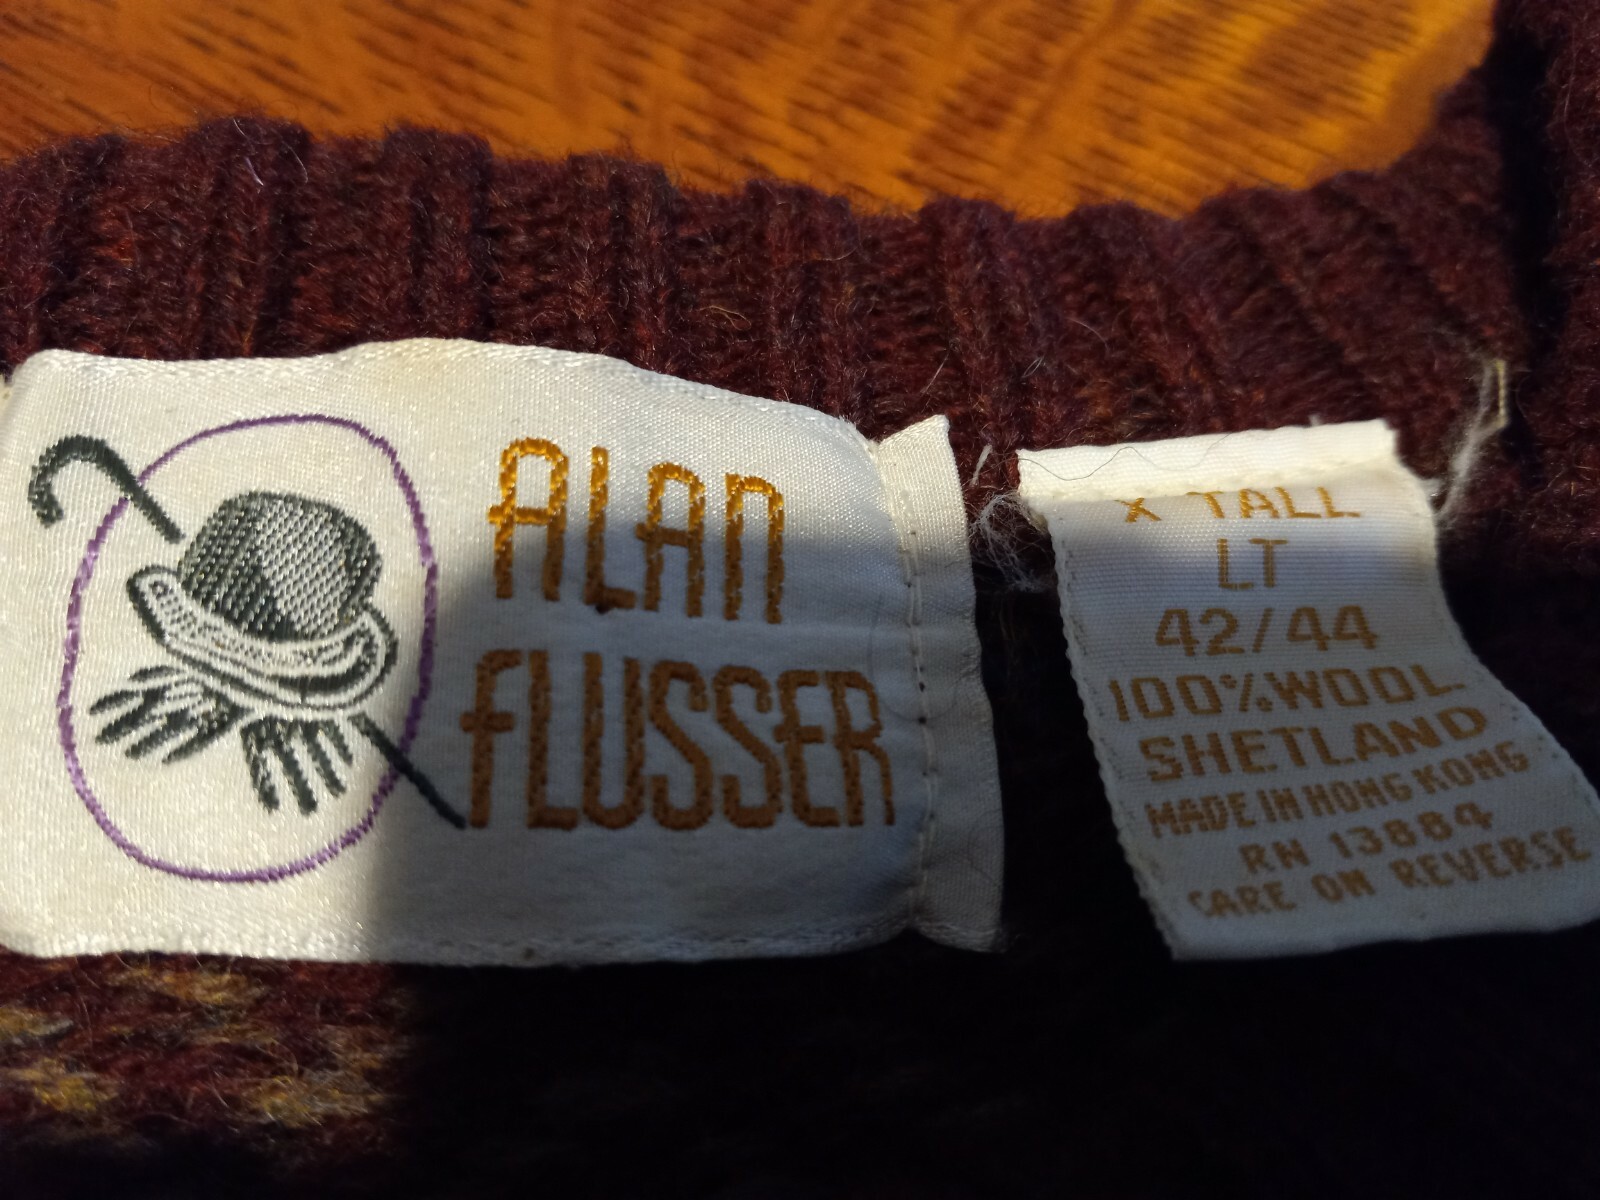 ALAN
FLUSSER
X TALL
LT
42/44
100% WOOL
SHETLAND
MADE IN HONG KONG
RN 13884
CARE ON REVERSE